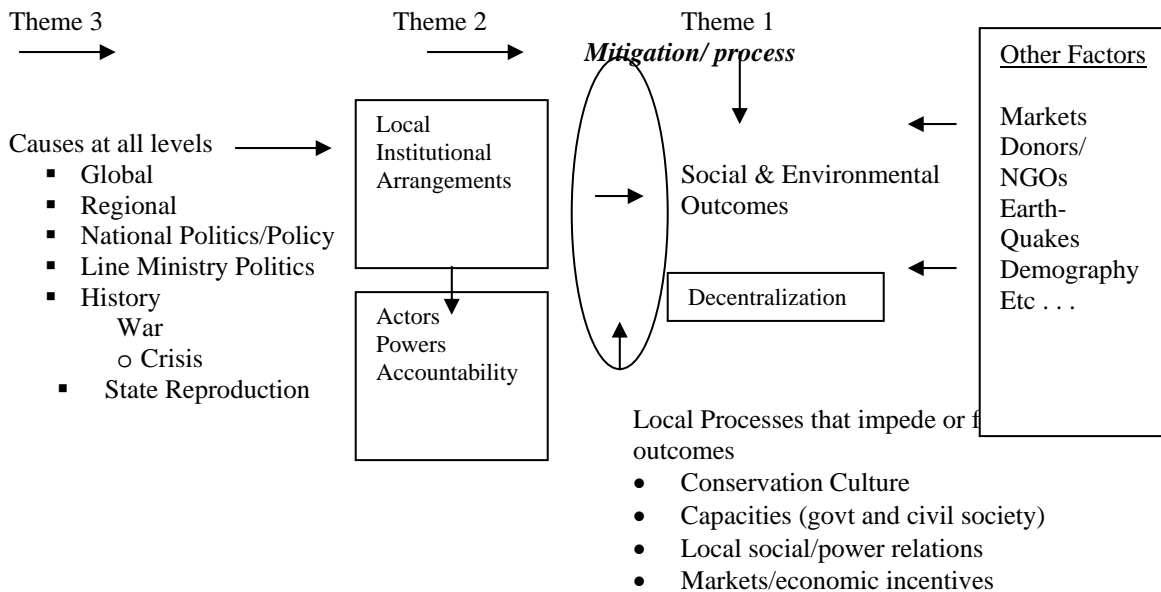 Theme 3
Theme 2
Theme 1
Mitigation/ process
Causes at all levels
▪ Global
▪ Regional
▪ National Politics/Policy
▪ Line Ministry Politics
▪ History
War
o Crisis
▪ State Reproduction
Local
Institutional
Arrangements
Actors
Powers
Accountability
Social & Environmental
Outcomes
Decentralization
Other Factors
Markets
Donors/
NGOs
Earth-
Quakes
Demography
Etc . . .
Local Processes that impede or
outcomes
• Conservation Culture
• Capacities (govt and civil society)
• Local social/power relations
• Markets/economic incentives